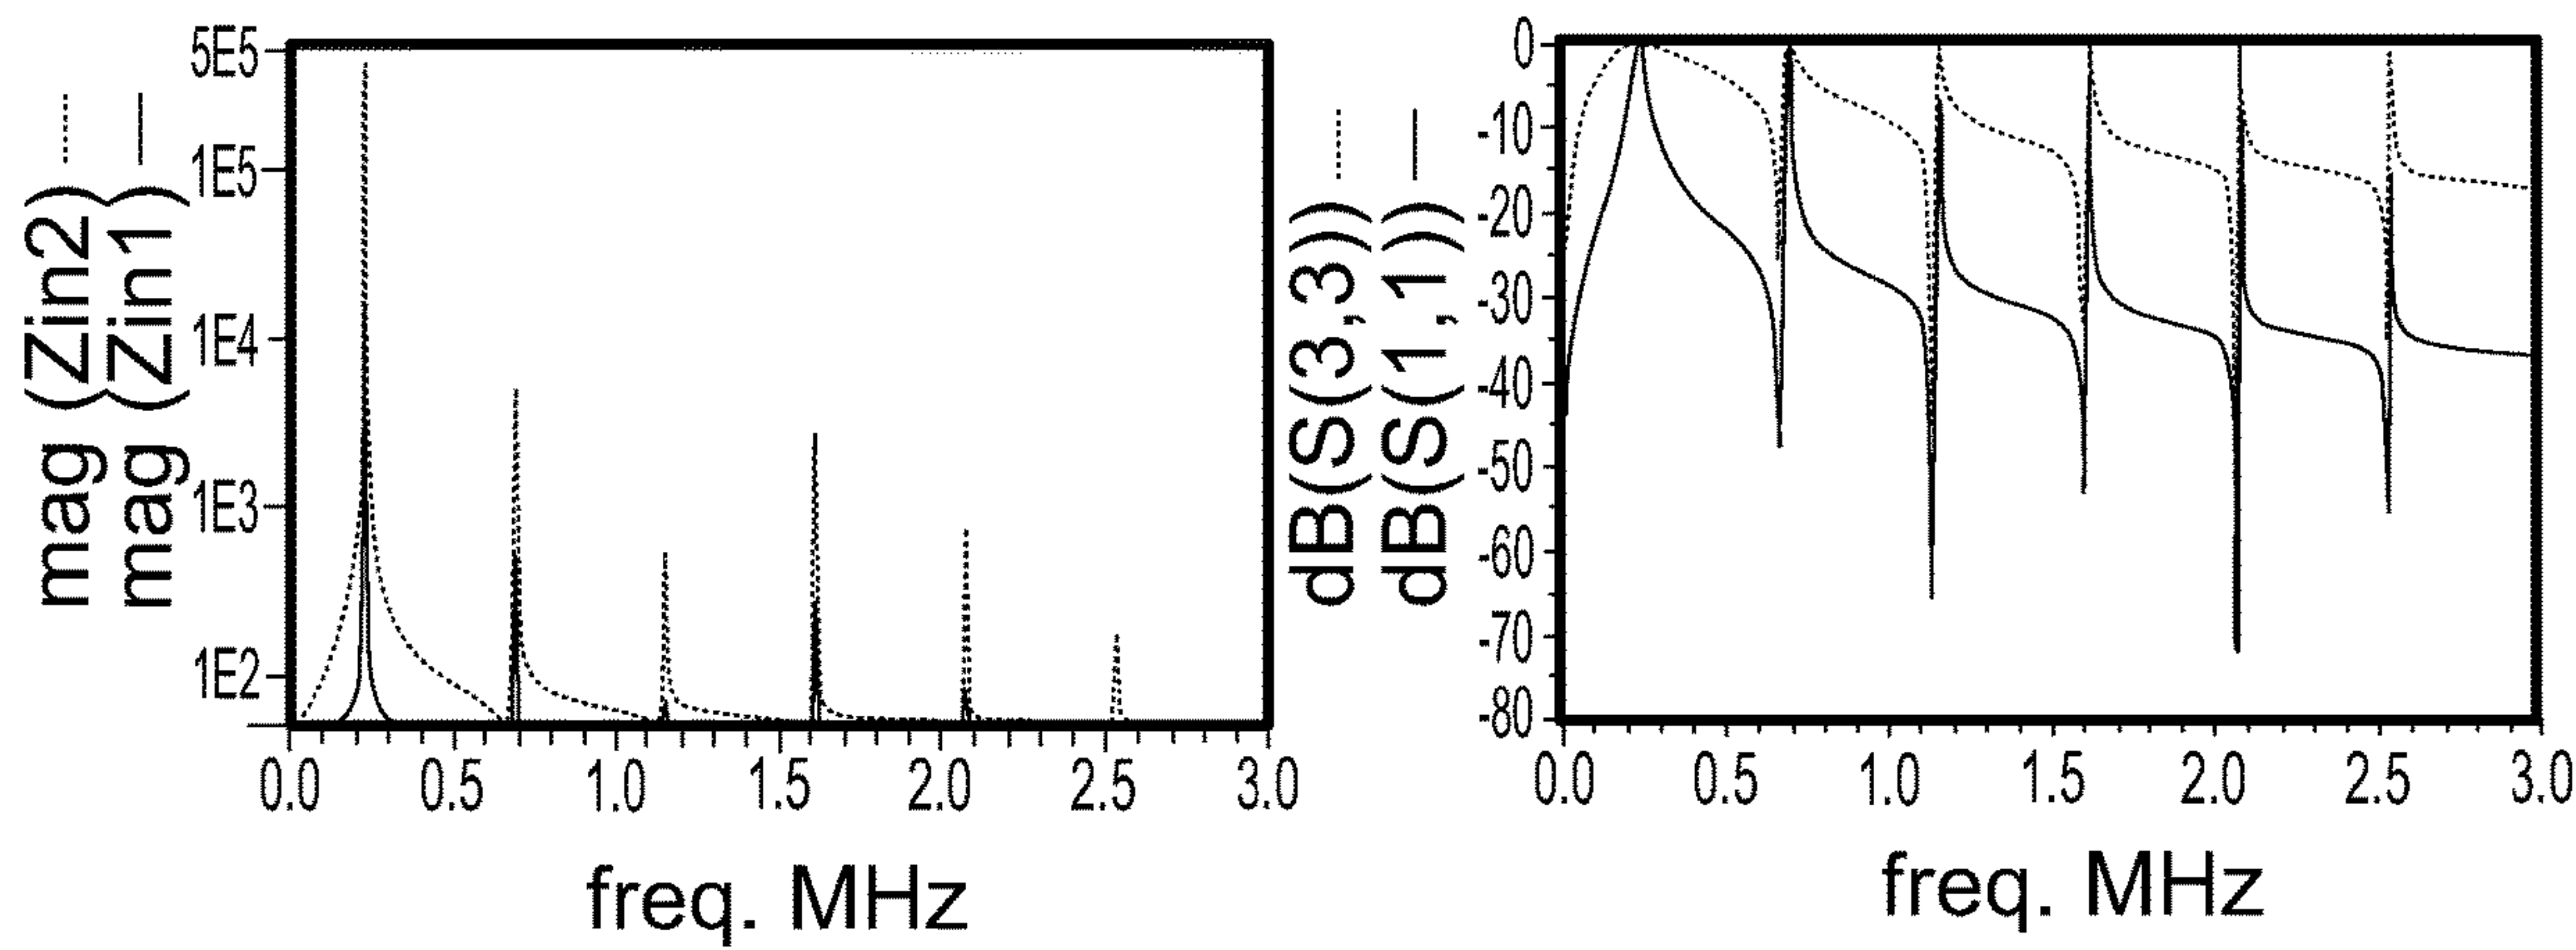 mag (Zin2) ----
mag (Zin1) —
5E5
1E5
1E4
1E3
1E2
0.0 0.5 1.0 1.5 2.0 2.5 3.0
freq. MHz
dB(S(3,3)) ----
dB(S(1,1)) —
0
-10
-20
-30
-40
-50
-60
-70
-80
0.0 0.5 1.0 1.5 2.0 2.5 3.0
freq. MHz